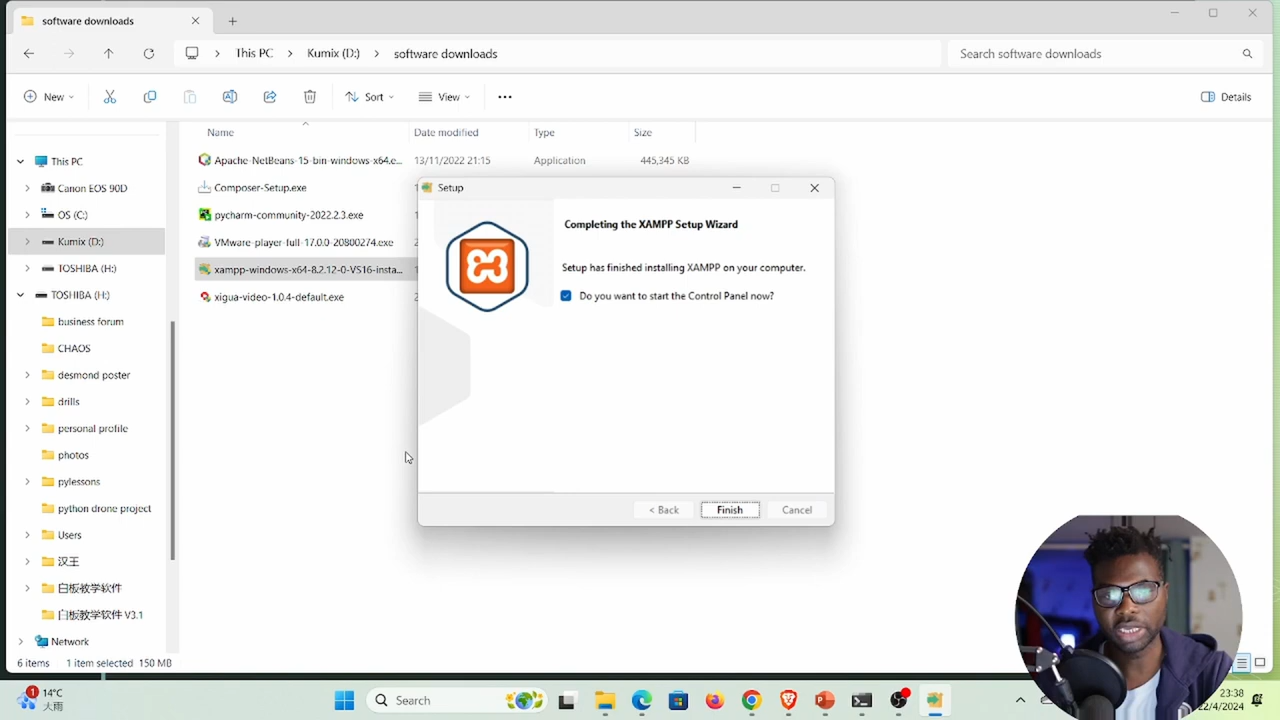 software downloads
This PC
Kumix (D:)
software downloads
Search software downloads
New
Sort
View
Details
Name
Date modified
Type
Size
This PC
Canon EOS 90D
OS (C:)
Kumix (D:)
TOSHIBA (H:)
TOSHIBA (H:)
business forum
CHAOS
desmond poster
drills
personal profile
photos
pylessons
python drone project
Users
汉王
白板教学软件
白板教学软件 V3.1
Network
Apache-NetBeans-15-bin-windows-x64.e...
13/11/2022 21:15
Application
445,345 KB
Composer-Setup.exe
pycharm-community-2022.2.3.exe
VMware-player-full-17.0.0-20800274.exe
xampp-windows-x64-8.2.12-0-VS16-insta...
xigua-video-1.0.4-default.exe
Setup
Completing the XAMPP Setup Wizard
Setup has finished installing XAMPP on your computer.
Do you want to start the Control Panel now?
< Back
Finish
Cancel
6 items
1 item selected
150 MB
1
14°C
大雨
Search
23:38
22/4/2024